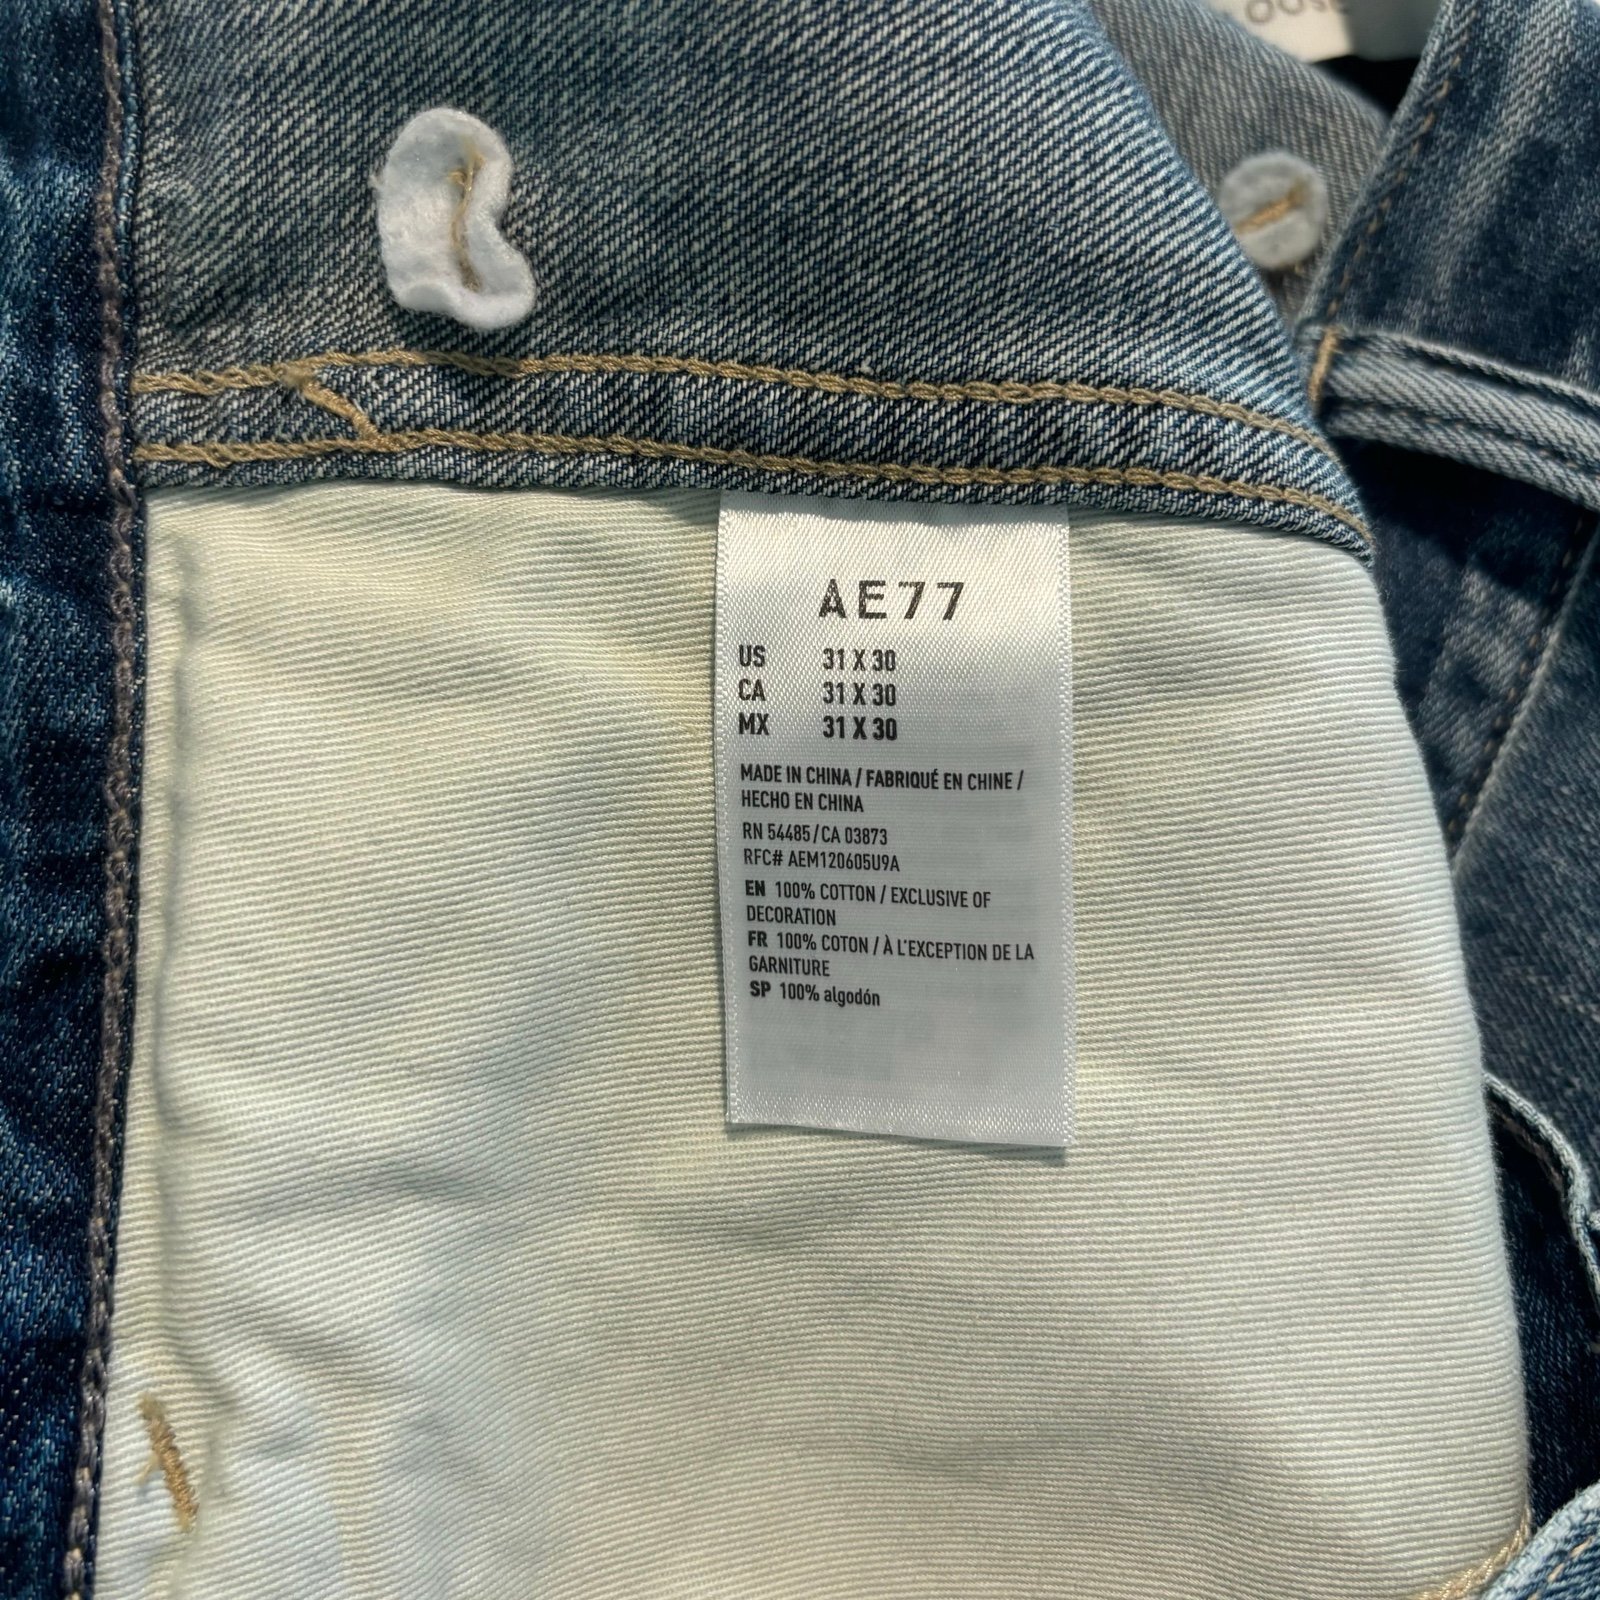 AE77
US 31 X 30
CA 31 X 30
MX 31 X 30
MADE IN CHINA / FABRIQUÉ EN CHINE /
HECHO EN CHINA
RN 54485/CA 03873
RFC# AEM120605U9A
EN 100% COTTON / EXCLUSIVE OF
DECORATION
FR 100% COTON / À L'EXCEPTION DE LA
GARNITURE
SP 100% algodón